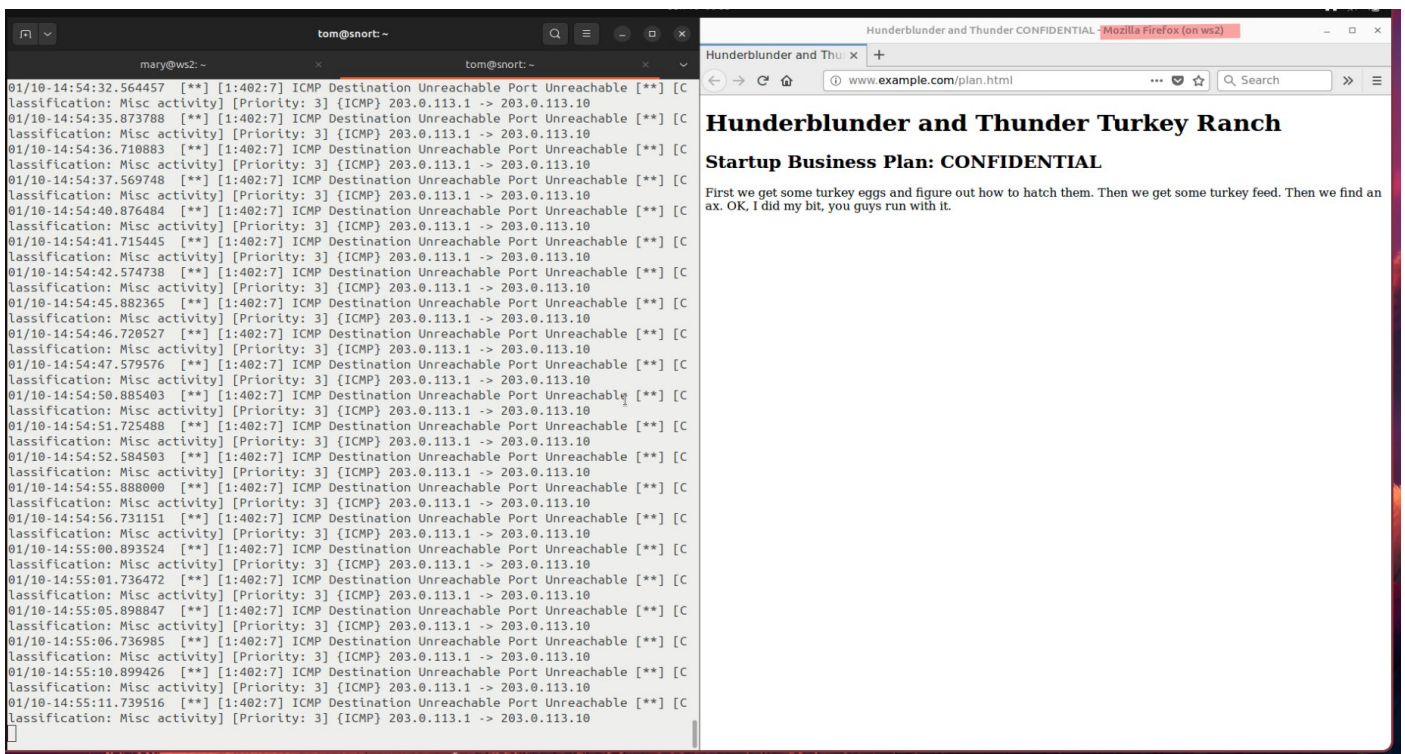 tom@snort: ~
mary@ws2: ~
tom@snort: ~
01/10-14:54:32.564457 [**] [1:402:7] ICMP Destination Unreachable Port Unreachable [**] [C
lassification: Misc activity] [Priority: 3] {ICMP} 203.0.113.1 -> 203.0.113.10
01/10-14:54:35.873788 [**] [1:402:7] ICMP Destination Unreachable Port Unreachable [**] [C
lassification: Misc activity] [Priority: 3] {ICMP} 203.0.113.1 -> 203.0.113.10
01/10-14:54:36.710883 [**] [1:402:7] ICMP Destination Unreachable Port Unreachable [**] [C
lassification: Misc activity] [Priority: 3] {ICMP} 203.0.113.1 -> 203.0.113.10
01/10-14:54:37.569748 [**] [1:402:7] ICMP Destination Unreachable Port Unreachable [**] [C
lassification: Misc activity] [Priority: 3] {ICMP} 203.0.113.1 -> 203.0.113.10
01/10-14:54:40.876484 [**] [1:402:7] ICMP Destination Unreachable Port Unreachable [**] [C
lassification: Misc activity] [Priority: 3] {ICMP} 203.0.113.1 -> 203.0.113.10
01/10-14:54:41.715445 [**] [1:402:7] ICMP Destination Unreachable Port Unreachable [**] [C
lassification: Misc activity] [Priority: 3] {ICMP} 203.0.113.1 -> 203.0.113.10
01/10-14:54:42.574738 [**] [1:402:7] ICMP Destination Unreachable Port Unreachable [**] [C
lassification: Misc activity] [Priority: 3] {ICMP} 203.0.113.1 -> 203.0.113.10
01/10-14:54:45.882365 [**] [1:402:7] ICMP Destination Unreachable Port Unreachable [**] [C
lassification: Misc activity] [Priority: 3] {ICMP} 203.0.113.1 -> 203.0.113.10
01/10-14:54:46.720527 [**] [1:402:7] ICMP Destination Unreachable Port Unreachable [**] [C
lassification: Misc activity] [Priority: 3] {ICMP} 203.0.113.1 -> 203.0.113.10
01/10-14:54:47.579576 [**] [1:402:7] ICMP Destination Unreachable Port Unreachable [**] [C
lassification: Misc activity] [Priority: 3] {ICMP} 203.0.113.1 -> 203.0.113.10
01/10-14:54:50.885403 [**] [1:402:7] ICMP Destination Unreachable Port Unreachable [**] [C
lassification: Misc activity] [Priority: 3] {ICMP} 203.0.113.1 -> 203.0.113.10
01/10-14:54:51.725488 [**] [1:402:7] ICMP Destination Unreachable Port Unreachable [**] [C
lassification: Misc activity] [Priority: 3] {ICMP} 203.0.113.1 -> 203.0.113.10
01/10-14:54:52.584503 [**] [1:402:7] ICMP Destination Unreachable Port Unreachable [**] [C
lassification: Misc activity] [Priority: 3] {ICMP} 203.0.113.1 -> 203.0.113.10
01/10-14:54:55.888000 [**] [1:402:7] ICMP Destination Unreachable Port Unreachable [**] [C
lassification: Misc activity] [Priority: 3] {ICMP} 203.0.113.1 -> 203.0.113.10
01/10-14:54:56.731151 [**] [1:402:7] ICMP Destination Unreachable Port Unreachable [**] [C
lassification: Misc activity] [Priority: 3] {ICMP} 203.0.113.1 -> 203.0.113.10
01/10-14:55:00.893524 [**] [1:402:7] ICMP Destination Unreachable Port Unreachable [**] [C
lassification: Misc activity] [Priority: 3] {ICMP} 203.0.113.1 -> 203.0.113.10
01/10-14:55:01.736472 [**] [1:402:7] ICMP Destination Unreachable Port Unreachable [**] [C
lassification: Misc activity] [Priority: 3] {ICMP} 203.0.113.1 -> 203.0.113.10
01/10-14:55:05.898847 [**] [1:402:7] ICMP Destination Unreachable Port Unreachable [**] [C
lassification: Misc activity] [Priority: 3] {ICMP} 203.0.113.1 -> 203.0.113.10
01/10-14:55:06.736985 [**] [1:402:7] ICMP Destination Unreachable Port Unreachable [**] [C
lassification: Misc activity] [Priority: 3] {ICMP} 203.0.113.1 -> 203.0.113.10
01/10-14:55:10.899426 [**] [1:402:7] ICMP Destination Unreachable Port Unreachable [**] [C
lassification: Misc activity] [Priority: 3] {ICMP} 203.0.113.1 -> 203.0.113.10
01/10-14:55:11.739516 [**] [1:402:7] ICMP Destination Unreachable Port Unreachable [**] [C
lassification: Misc activity] [Priority: 3] {ICMP} 203.0.113.1 -> 203.0.113.10
Hunderblunder and Thunder CONFIDENTIAL - Mozilla Firefox (on ws2)
Hunderblunder and Thu
www.example.com/plan.html
Search
Hunderblunder and Thunder Turkey Ranch
Startup Business Plan: CONFIDENTIAL
First we get some turkey eggs and figure out how to hatch them. Then we get some turkey feed. Then we find an
ax. OK, I did my bit, you guys run with it.